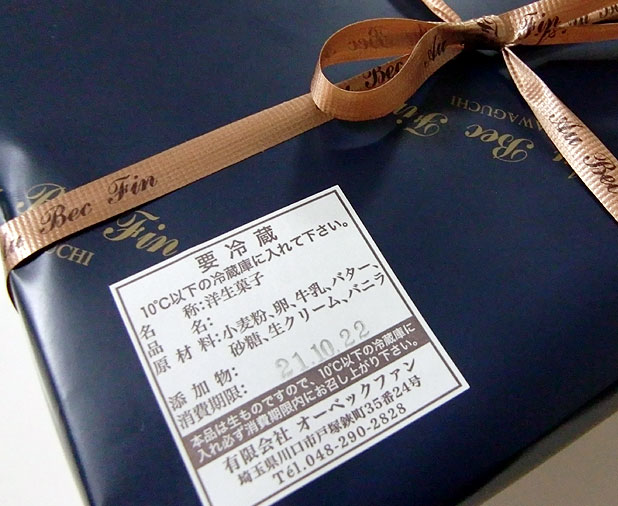 Bec Fin
Au Bec Fin
Au Bec Fin
Au Bec
Bec Fin
KAWAGUCHI
Fin
要冷蔵
10℃以下の冷蔵庫に入れて下さい。
名　称:洋生菓子
品　名:
原材料:小麦粉、卵、牛乳、バター、
砂糖、生クリーム、バニラ
添加物:
消費期限: 21.10.22
本品は生ものですので、10℃以下の冷蔵庫に
入れ必ず消費期限内にお召し上がり下さい。
有限会社 オーベックファン
埼玉県川口市戸塚鋏町35番24号
Tél.048-290-2828